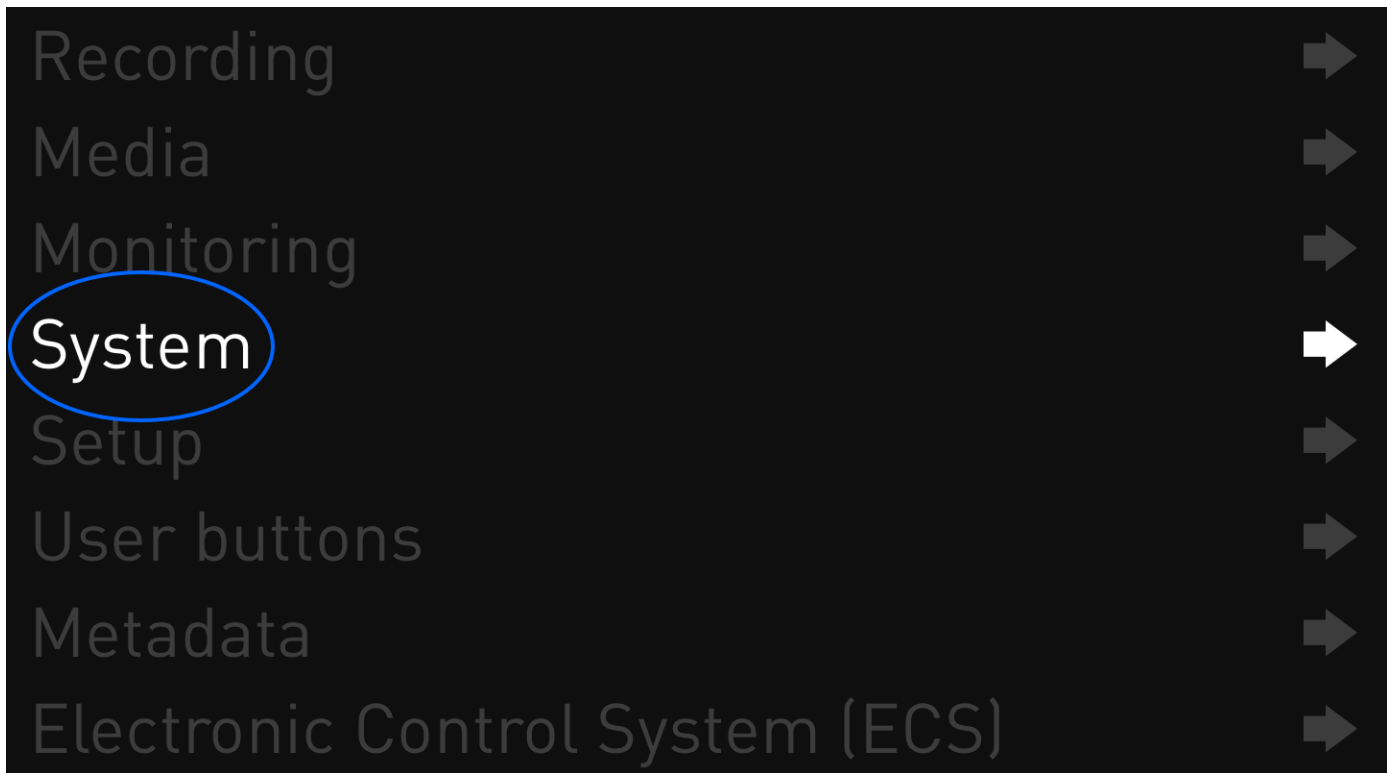 Recording
Media
Monitoring
System
Setup
User buttons
Metadata
Electronic Control System (ECS)